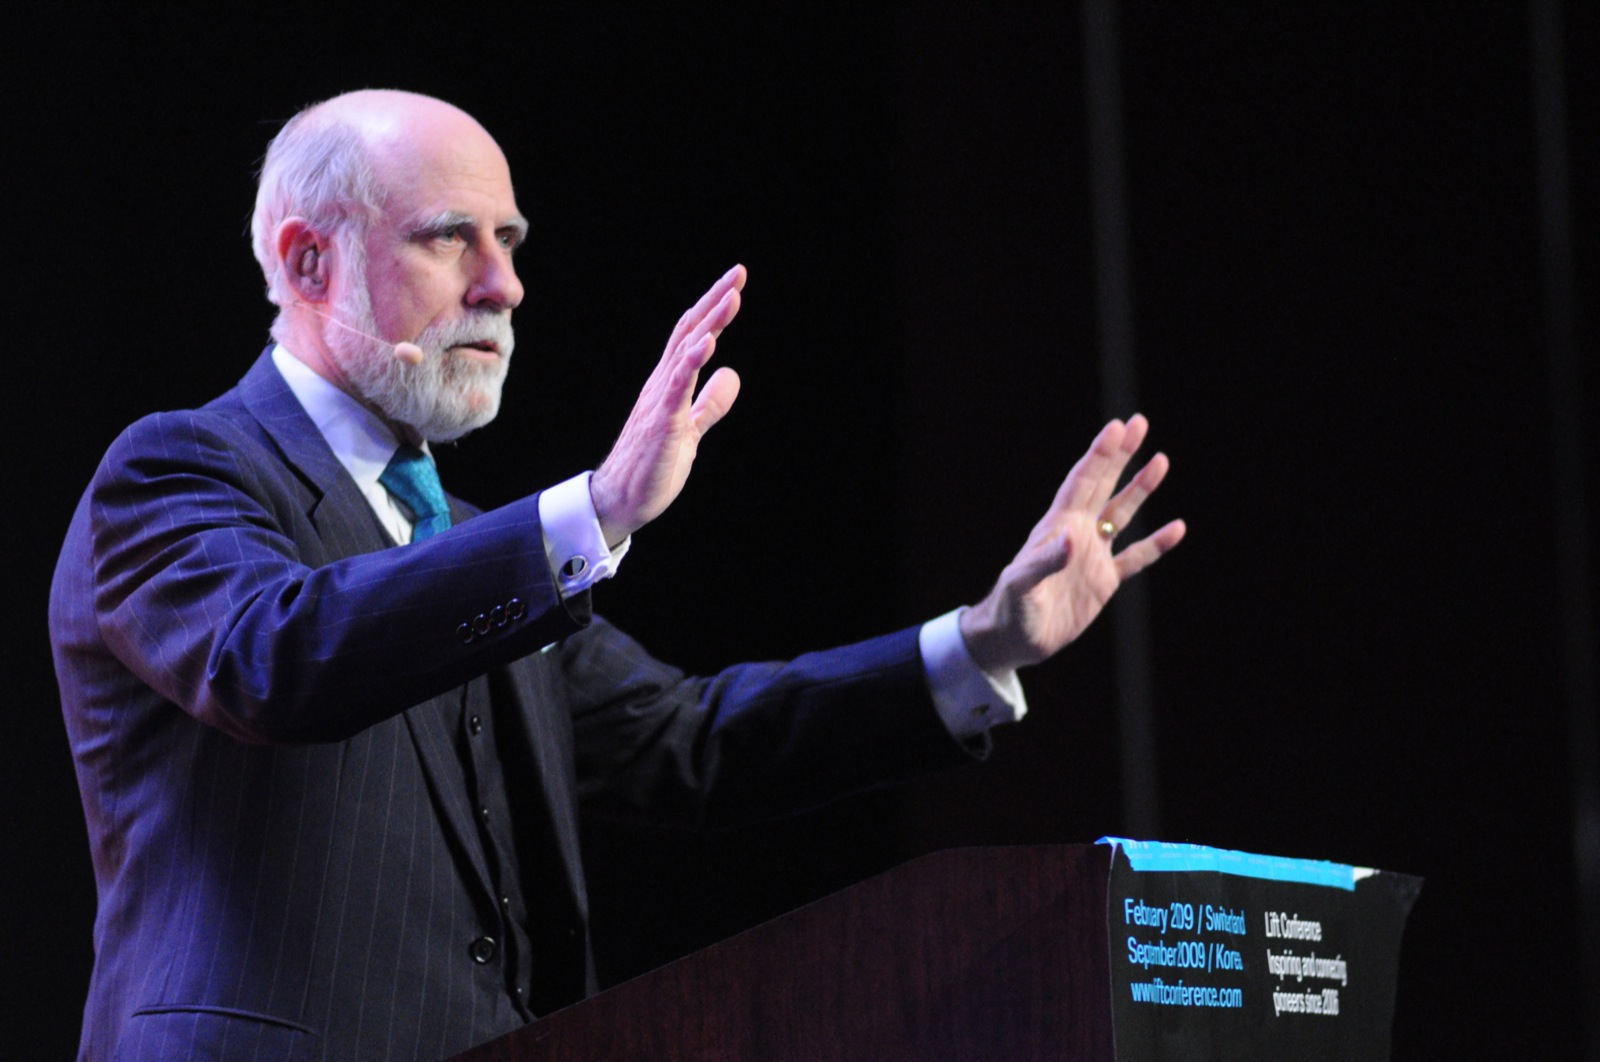 February 2009 / Switzerland
September 2009 / Korea
www.liftconference.com
Lift Conference
Inspiring and connecting
pioneers since 2006